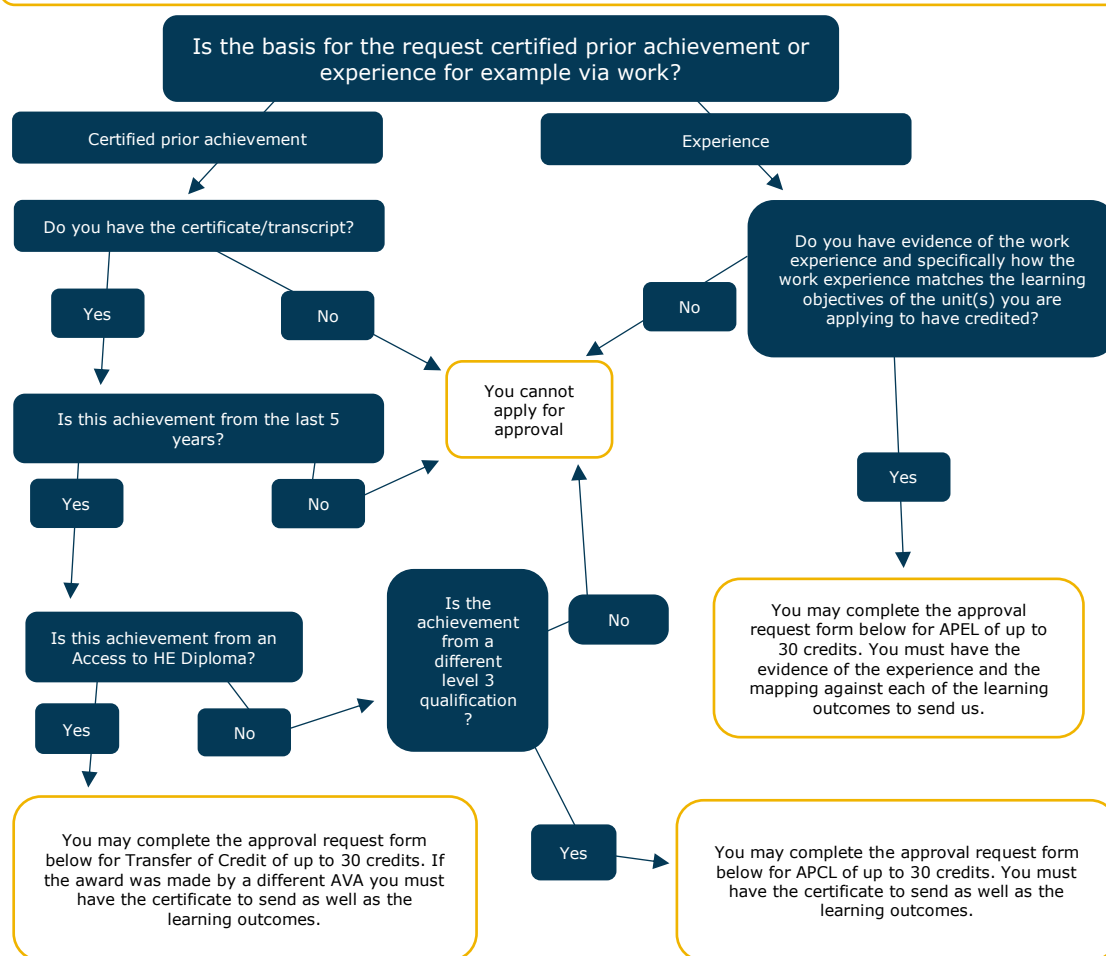 Is the basis for the request certified prior achievement or
experience for example via work?
Certified prior achievement
Experience
Do you have the certificate/transcript?
Do you have evidence of the work
experience and specifically how the
work experience matches the learning
objectives of the unit(s) you are
applying to have credited?
Yes
No
No
You cannot
apply for
approval
Is this achievement from the last 5
years?
Yes
No
Yes
Is this achievement from an
Access to HE Diploma?
Is the
achievement
from a
different
level 3
qualification
?
No
You may complete the approval
request form below for APEL of up to
30 credits. You must have the
evidence of the experience and the
mapping against each of the learning
outcomes to send us.
Yes
No
You may complete the approval request form
below for Transfer of Credit of up to 30 credits. If
the award was made by a different AVA you must
have the certificate to send as well as the
learning outcomes.
Yes
You may complete the approval request form
below for APCL of up to 30 credits. You must
have the certificate to send as well as the
learning outcomes.